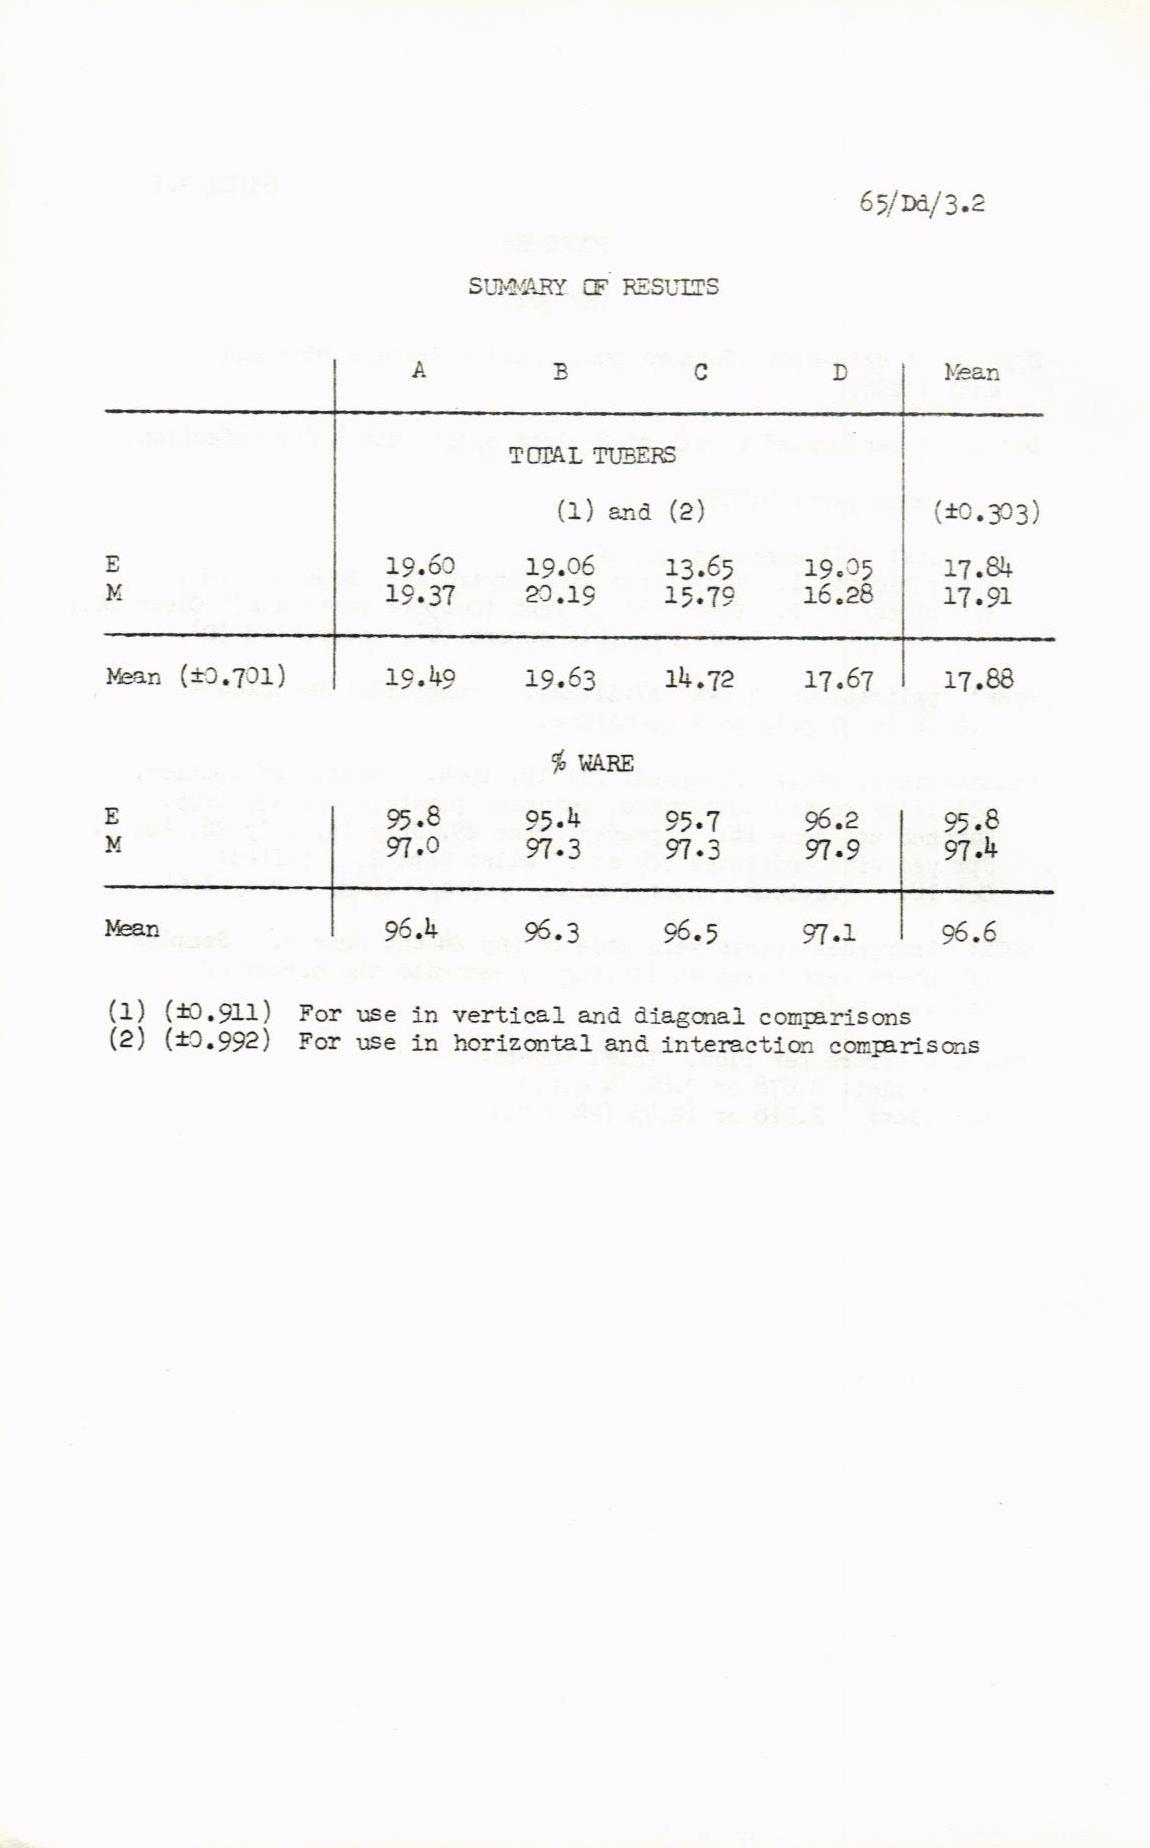 65/Dd/3.2
SUMMARY OF RESULTS
A B C D Mean
TOTAL TUBERS
(1) and (2) (±0.303)
E 19.60 19.06 13.65 19.05 17.84
M 19.37 20.19 15.79 16.28 17.91
Mean (±0.701) 19.49 19.63 14.72 17.67 17.88
% WARE
E 95.8 95.4 95.7 96.2 95.8
M 97.0 97.3 97.3 97.9 97.4
Mean 96.4 96.3 96.5 97.1 96.6
(1) (±0.911) For use in vertical and diagonal comparisons
(2) (±0.992) For use in horizontal and interaction comparisons